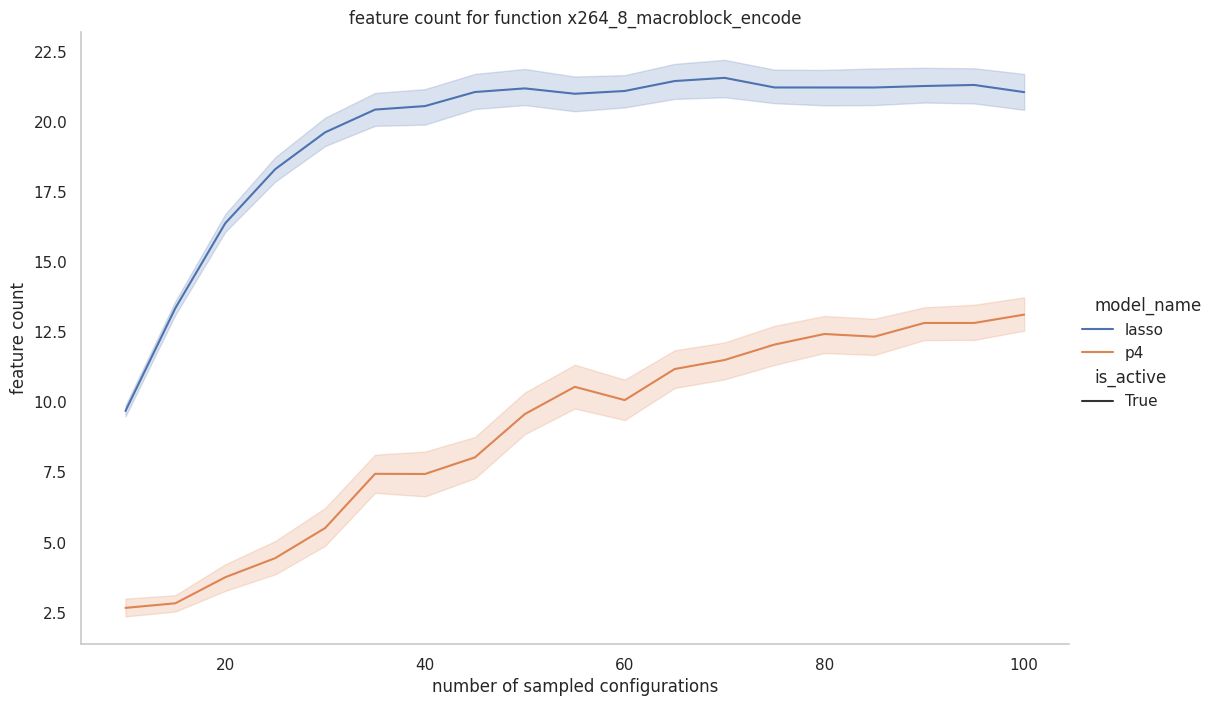 feature count for function x264_8_macroblock_encode
22.5
20.0
17.5
15.0
12.5
10.0
7.5
5.0
2.5
feature count
20
40
60
80
100
number of sampled configurations
model_name
lasso
p4
is_active
True